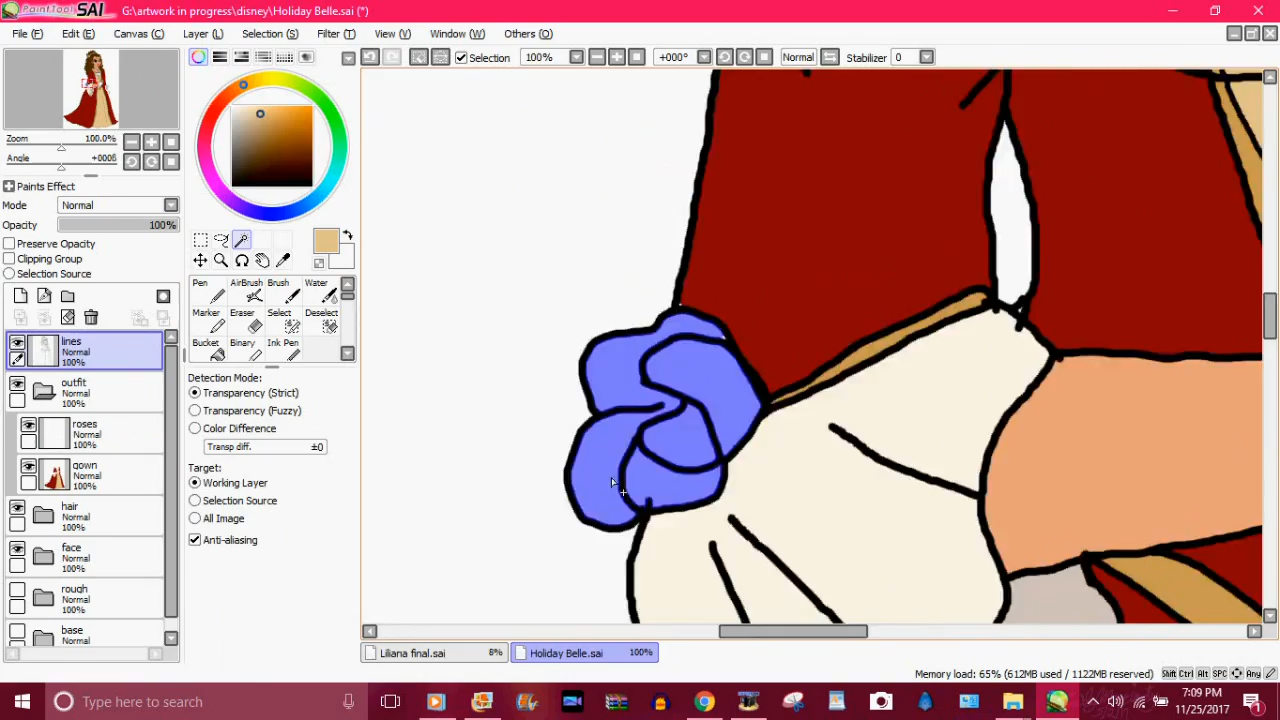 PaintTool SAI G:\artwork in progress\disney\Holiday Belle.sai (*)
File (F) Edit (E) Canvas (C) Layer (L) Selection (S) Filter (T) View (V) Window (W) Others (O)
Selection 100% +000° Normal Stabilizer 0
Zoom 100.0%
Angle +000ß
Paints Effect
Mode Normal
Opacity 100%
Preserve Opacity
Clipping Group
Selection Source
lines
Normal
100%
outfit
Normal
100%
roses
Normal
100%
gown
Normal
100%
hair
Normal
100%
face
Normal
100%
rough
Normal
100%
base
Normal
Pen AirBrush Brush Water
Marker Eraser Select Deselect
Bucket Binary Ink Pen
Detection Mode:
Transparency (Strict)
Transparency (Fuzzy)
Color Difference
Transp diff. ±0
Target:
Working Layer
Selection Source
All Image
Anti-aliasing
Liliana final.sai 8% Holiday Belle.sai 100%
Memory load: 65% (612MB used / 1122MB reserved) Shift Ctrl Alt SPC Any
Type here to search
7:09 PM
11/25/2017
1